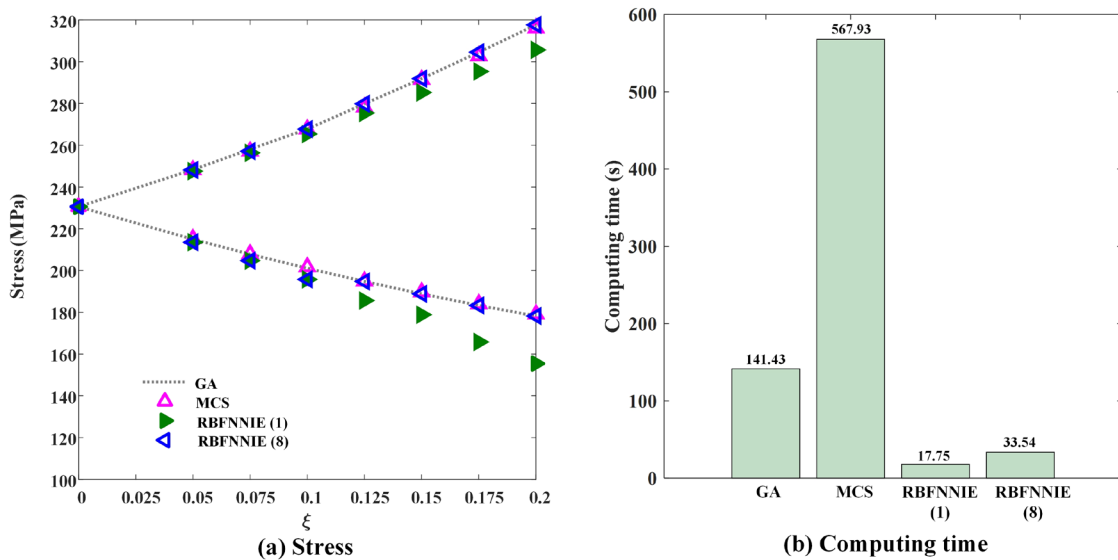 320
300
280
260
240
220
200
180
160
140
120
100
Stress (MPa)
GA
MCS
RBFNNIE (1)
RBFNNIE (8)
0 0.025 0.05 0.075 0.1 0.125 0.15 0.175 0.2
ξ
(a) Stress
600
500
400
300
200
100
0
Computing time (s)
141.43
567.93
17.75
33.54
GA MCS RBFNNIE RBFNNIE
(1) (8)
(b) Computing time